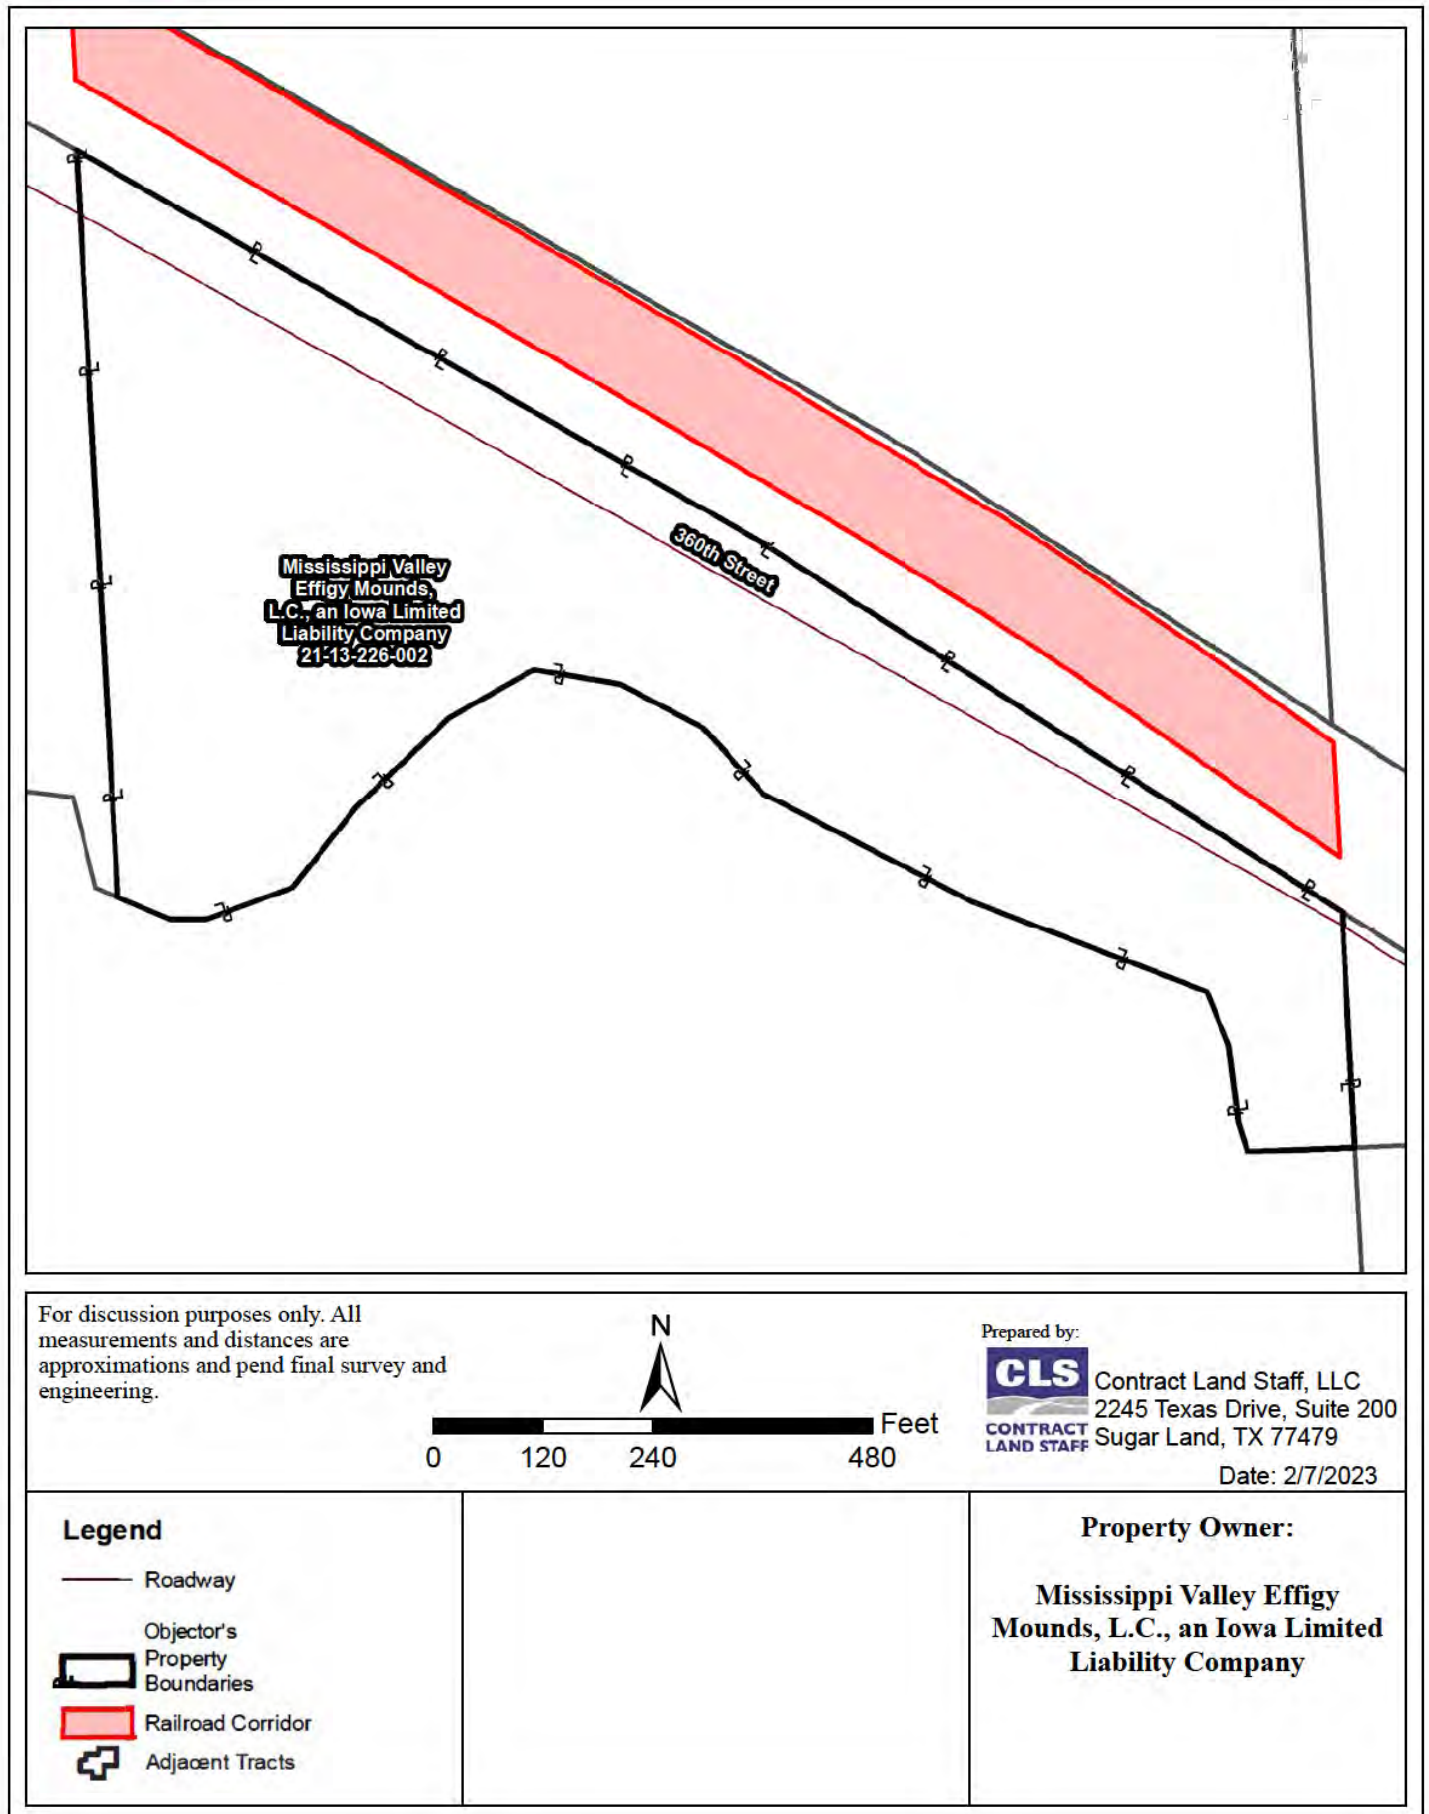 360th Street
Mississippi Valley
Effigy Mounds,
L.C., an Iowa Limited
Liability Company
21-13-226-002
For discussion purposes only. All
measurements and distances are
approximations and pend final survey and
engineering.
N
Feet
0 120 240 480
Prepared by:
CLS
CONTRACT
LAND STAFF
Contract Land Staff, LLC
2245 Texas Drive, Suite 200
Sugar Land, TX 77479
Date: 2/7/2023
Legend
Roadway
Objector's
Property
Boundaries
Railroad Corridor
Adjacent Tracts
Property Owner:
Mississippi Valley Effigy
Mounds, L.C., an Iowa Limited
Liability Company